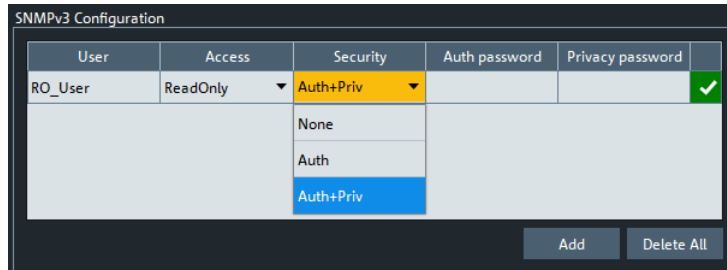 SNMPv3 Configuration
User Access Security Auth password Privacy password
RO_User ReadOnly Auth+Priv
None
Auth
Auth+Priv
Add Delete All